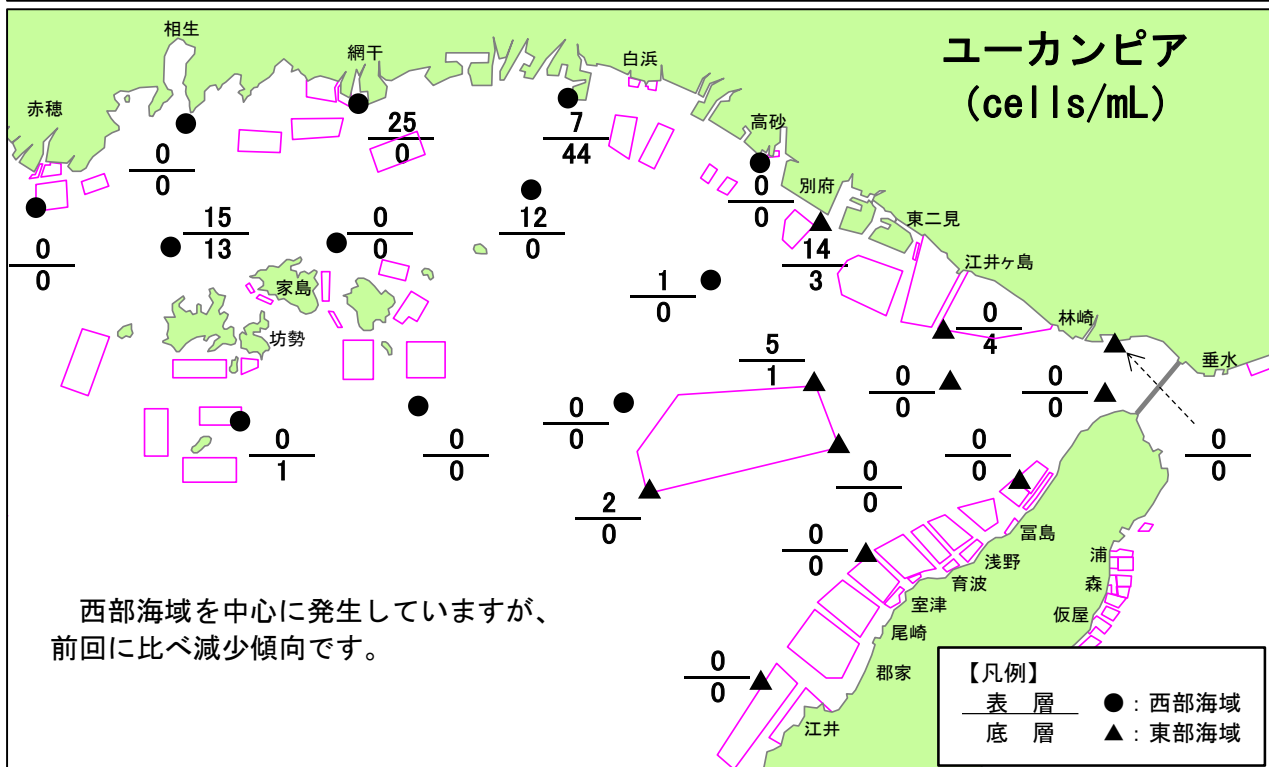 ユーカンピア
(cells/mL)
相生
網干
白浜
赤穂
高砂
別府
東二見
江井ヶ島
林崎
垂水
家島
坊勢
冨島
浅野
育波
室津
尾崎
郡家
江井
浦
森
仮屋
25
0
7
44
0
0
0
0
15
13
0
0
12
0
0
0
14
3
1
0
0
4
5
1
0
0
0
0
0
0
0
1
0
0
0
0
0
0
0
0
2
0
0
0
0
0
0
0
西部海域を中心に発生していますが、
前回に比べ減少傾向です。
【凡例】
表 層
底 層
●:西部海域
▲:東部海域